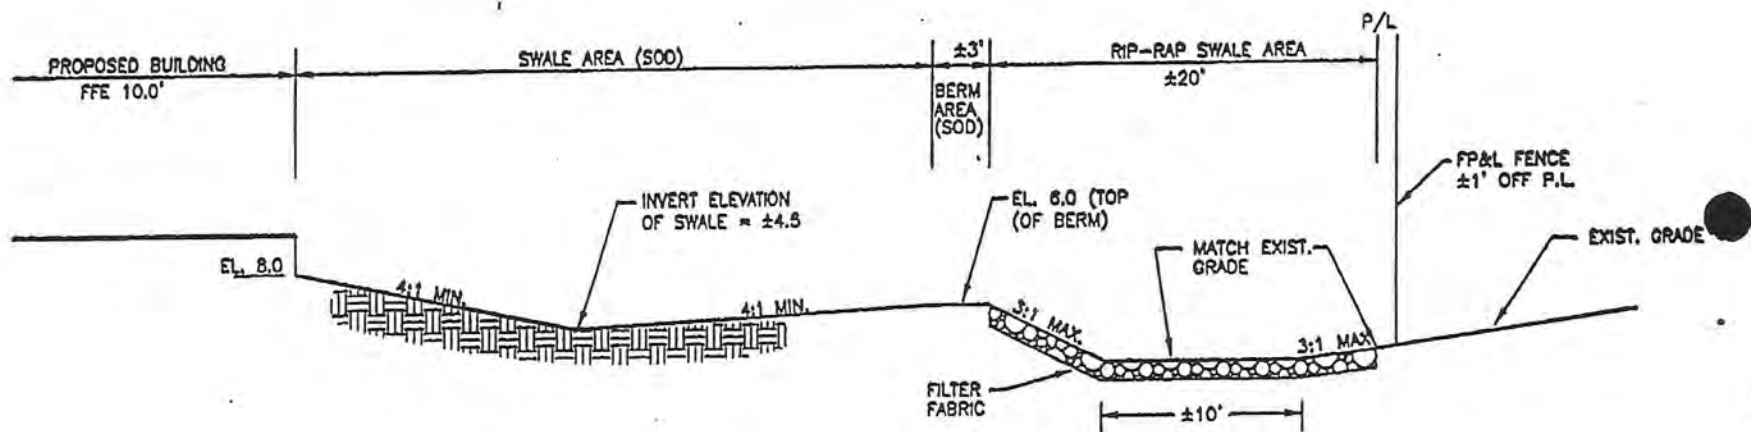 P/L
PROPOSED BUILDING
FFE 10.0'
SWALE AREA (SOD)
±3'
BERM
AREA
(SOD)
RIP-RAP SWALE AREA
±20'
INVERT ELEVATION
OF SWALE = ±4.5
EL. 6.0 (TOP
(OF BERM)
FP&L FENCE
±1' OFF P.L.
MATCH EXIST.
GRADE
EXIST. GRADE
EL. 8.0
4:1 MIN.
4:1 MIN.
3:1 MAX.
3:1 MAX
FILTER
FABRIC
±10'